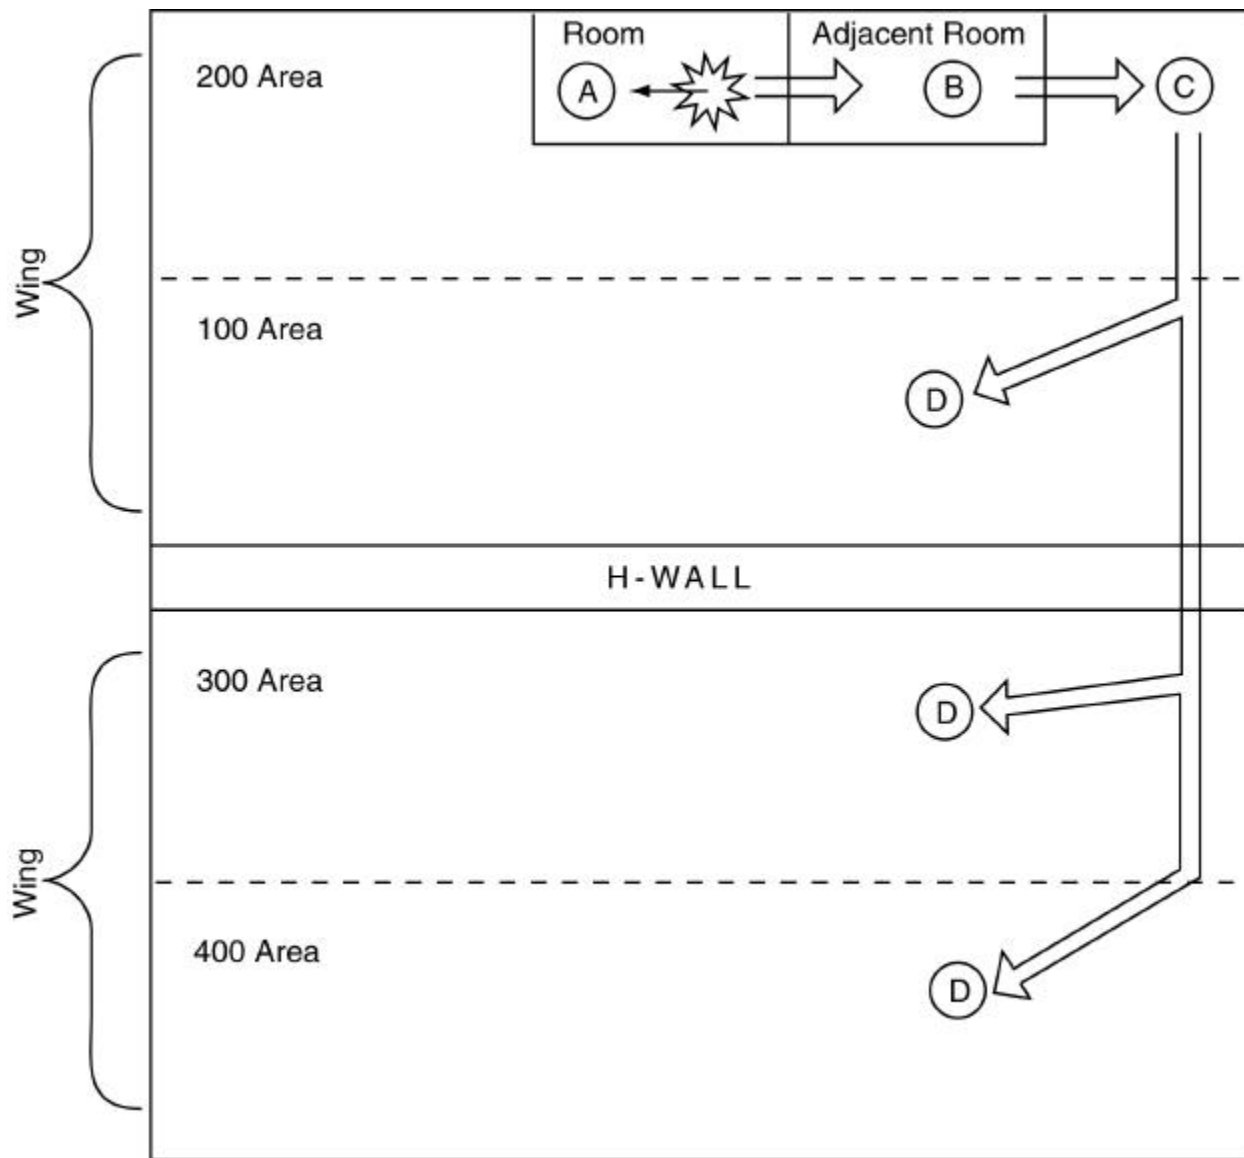 Room
Adjacent Room
200 Area
A
B
C
Wing
100 Area
D
H-WALL
300 Area
D
Wing
400 Area
D